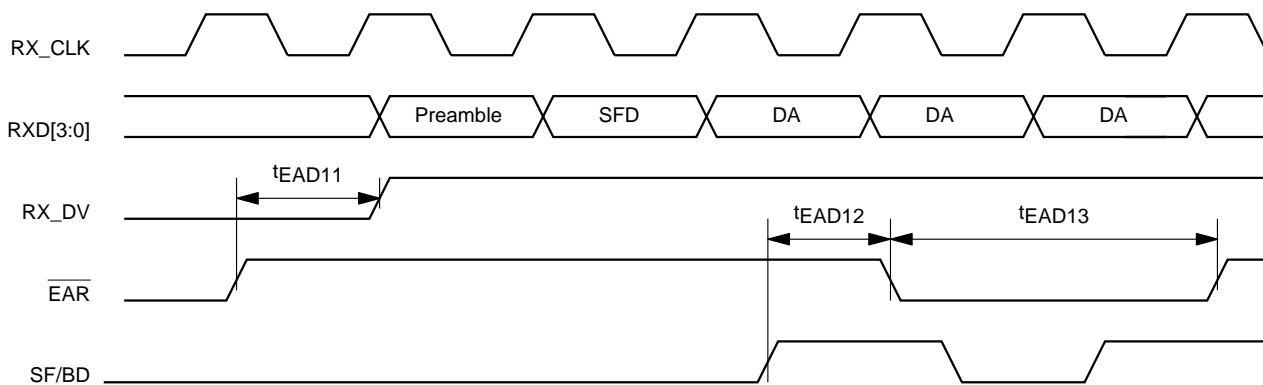 RX_CLK
RXD[3:0]
Preamble
SFD
DA
DA
DA
tEAD11
RX_DV
tEAD12
tEAD13
EAR
SF/BD